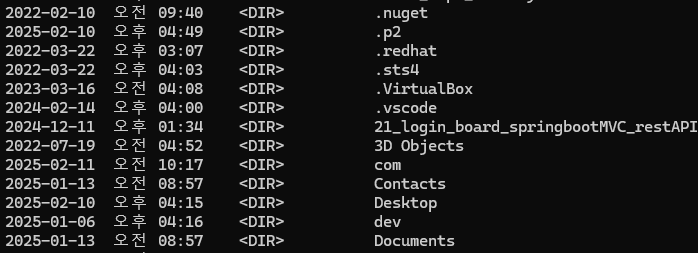 2022-02-10  오전 09:40    <DIR>          .nuget
2025-02-10  오후 04:49    <DIR>          .p2
2022-03-22  오후 03:07    <DIR>          .redhat
2022-03-22  오후 04:03    <DIR>          .sts4
2023-03-16  오전 04:08    <DIR>          .VirtualBox
2024-02-14  오후 04:00    <DIR>          .vscode
2024-12-11  오후 01:34    <DIR>          21_login_board_springbootMVC_restAPI
2022-07-19  오후 04:52    <DIR>          3D Objects
2025-02-11  오전 10:17    <DIR>          com
2025-01-13  오전 08:57    <DIR>          Contacts
2025-02-10  오후 04:15    <DIR>          Desktop
2025-01-06  오후 04:16    <DIR>          dev
2025-01-13  오전 08:57    <DIR>          Documents